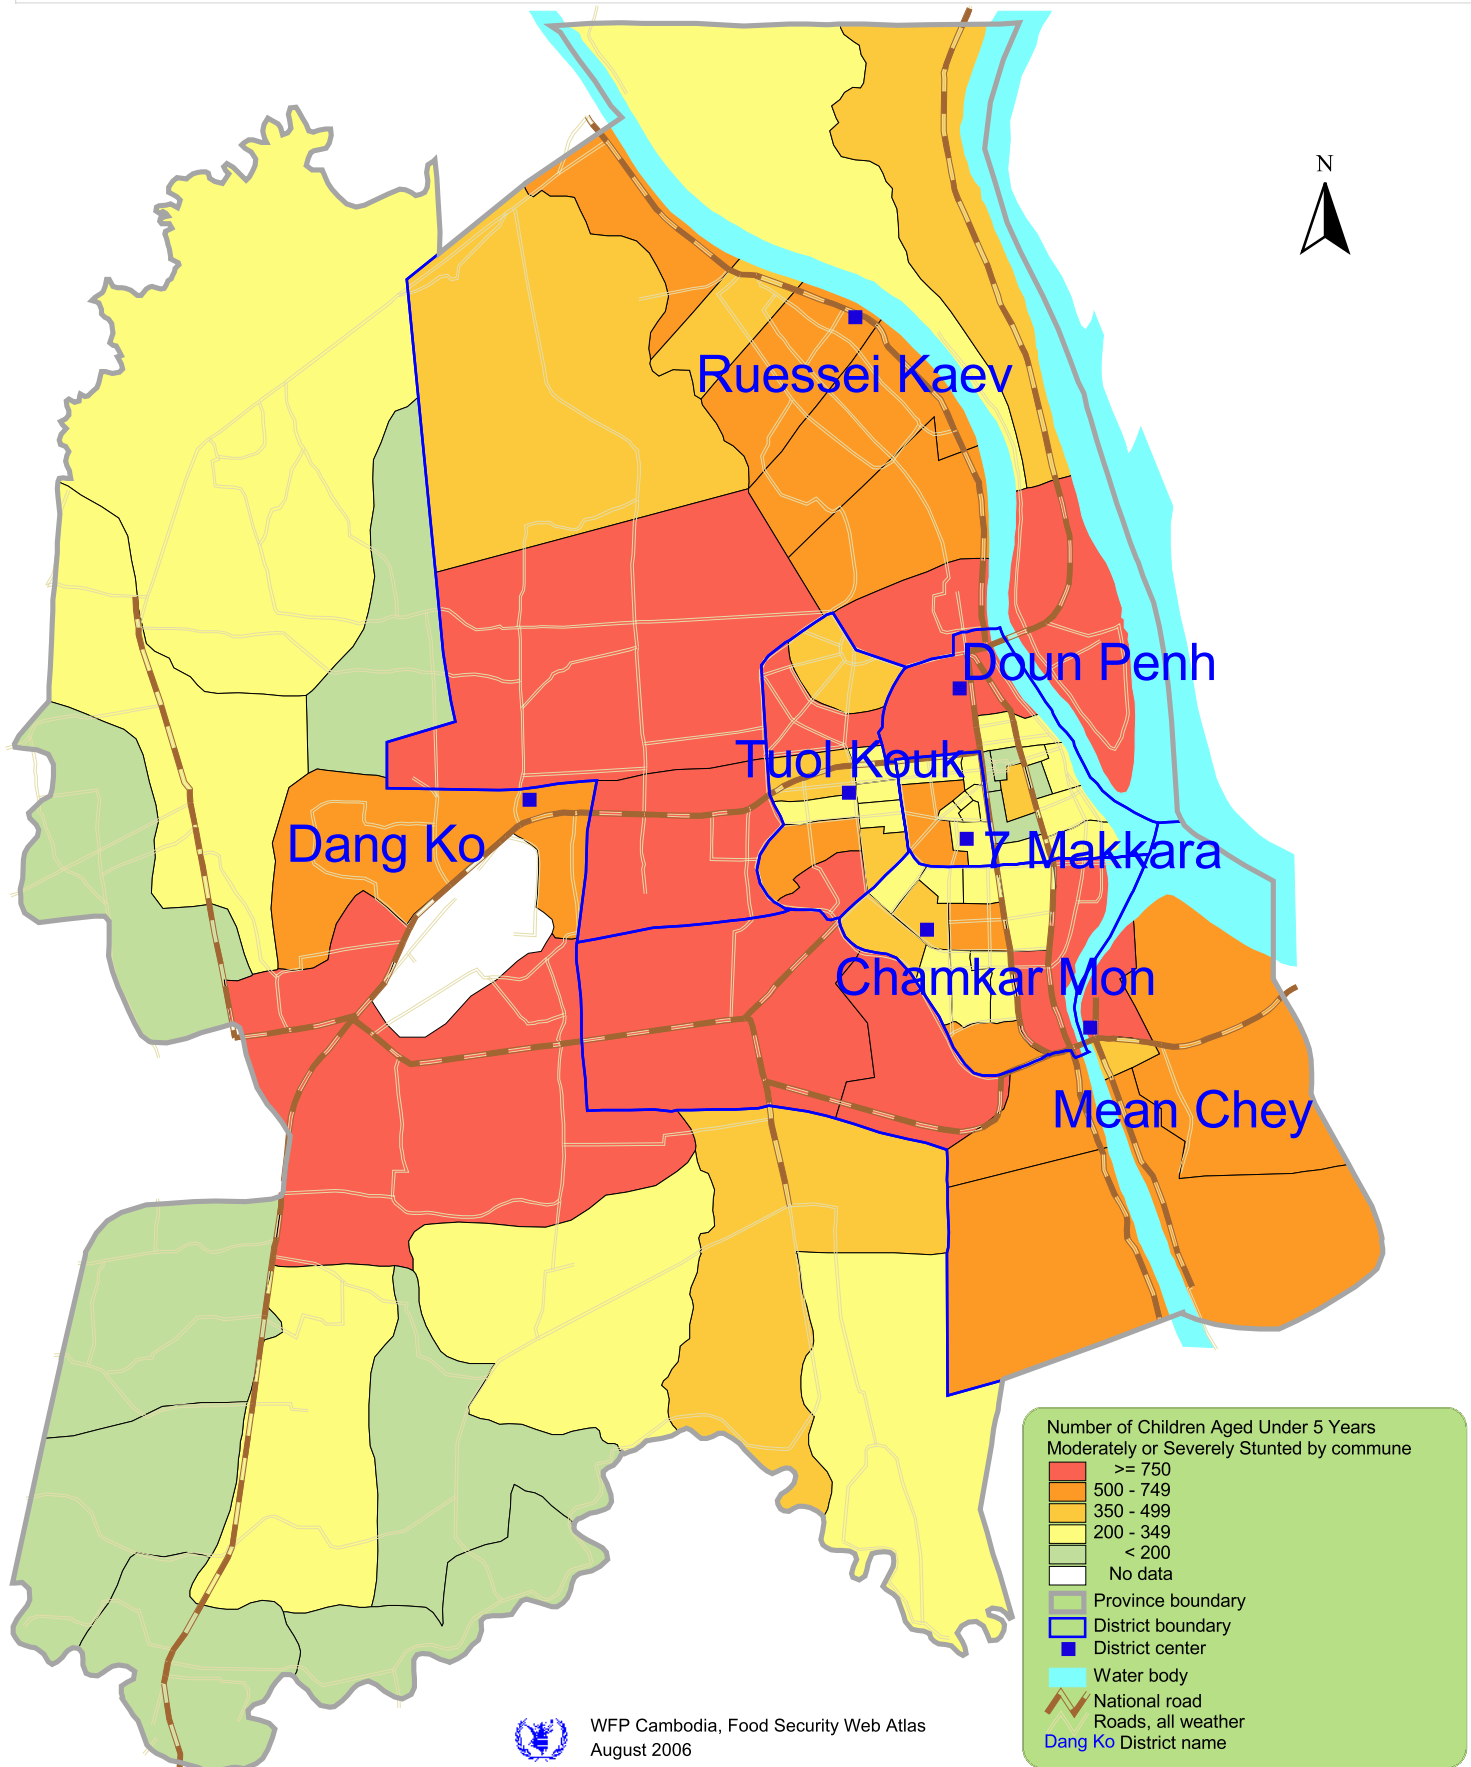 N
Ruessei Kaev
Doun Penh
Tuol Kouk
Dang Ko
7 Makkara
Chamkar Mon
Mean Chey
Number of Children Aged Under 5 Years
Moderately or Severely Stunted by commune
>= 750
500 - 749
350 - 499
200 - 349
< 200
No data
Province boundary
District boundary
District center
Water body
National road
Roads, all weather
Dang Ko District name
WFP Cambodia, Food Security Web Atlas
August 2006